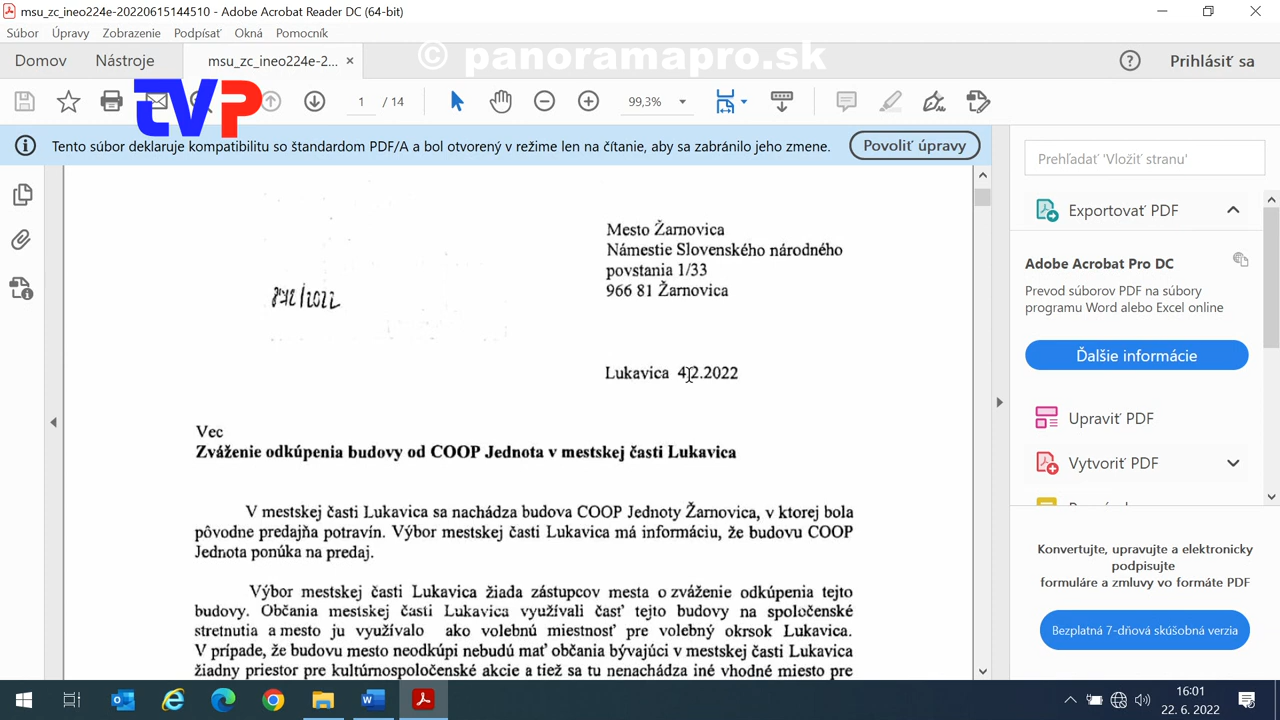 msu_zc_ineo224e-20220615144510 - Adobe Acrobat Reader DC (64-bit)
Súbor Úpravy Zobrazenie Podpísať Okná Pomocník
© panoramapro.sk
Domov Nástroje msu_zc_ineo224e-2... × Prihlásiť sa
tvP
1 / 14 99,3%
Tento súbor deklaruje kompatibilitu so štandardom PDF/A a bol otvorený v režime len na čítanie, aby sa zabránilo jeho zmene. Povoliť úpravy
Mesto Žarnovica
Námestie Slovenského národného
povstania 1/33
966 81 Žarnovica
872/2022
Lukavica 4.2.2022
Vec
Zváženie odkúpenia budovy od COOP Jednota v mestskej časti Lukavica
V mestskej časti Lukavica sa nachádza budova COOP Jednoty Žarnovica, v ktorej bola
pôvodne predajňa potravín. Výbor mestskej časti Lukavica má informáciu, že budovu COOP
Jednota ponúka na predaj.
Výbor mestskej časti Lukavica žiada zástupcov mesta o zváženie odkúpenia tejto
budovy. Občania mestskej časti Lukavica využívali časť tejto budovy na spoločenské
stretnutia a mesto ju využívalo ako volebnú miestnosť pre volebný okrsok Lukavica.
V prípade, že budovu mesto neodkúpi nebudú mať občania bývajúci v mestskej časti Lukavica
žiadny priestor pre kultúrnospoločenské akcie a tiež sa tu nenachádza iné vhodné miesto pre
Prehľadať 'Vložiť stranu'
Exportovať PDF
Adobe Acrobat Pro DC
Prevod súborov PDF na súbory
programu Word alebo Excel online
Ďalšie informácie
Upraviť PDF
Vytvoriť PDF
Konvertujte, upravujte a elektronicky
podpisujte
formuláre a zmluvy vo formáte PDF
Bezplatná 7-dňová skúšobná verzia
16:01
22. 6. 2022